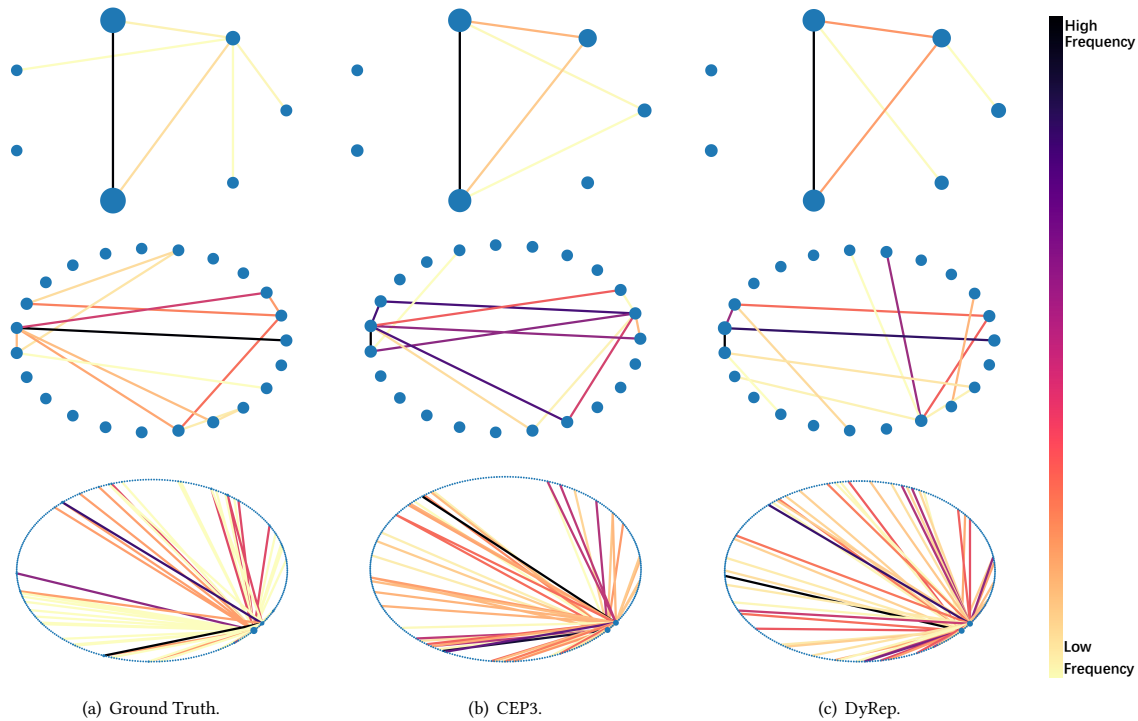 High
Frequency
Low
Frequency
(a) Ground Truth.
(b) CEP3.
(c) DyRep.